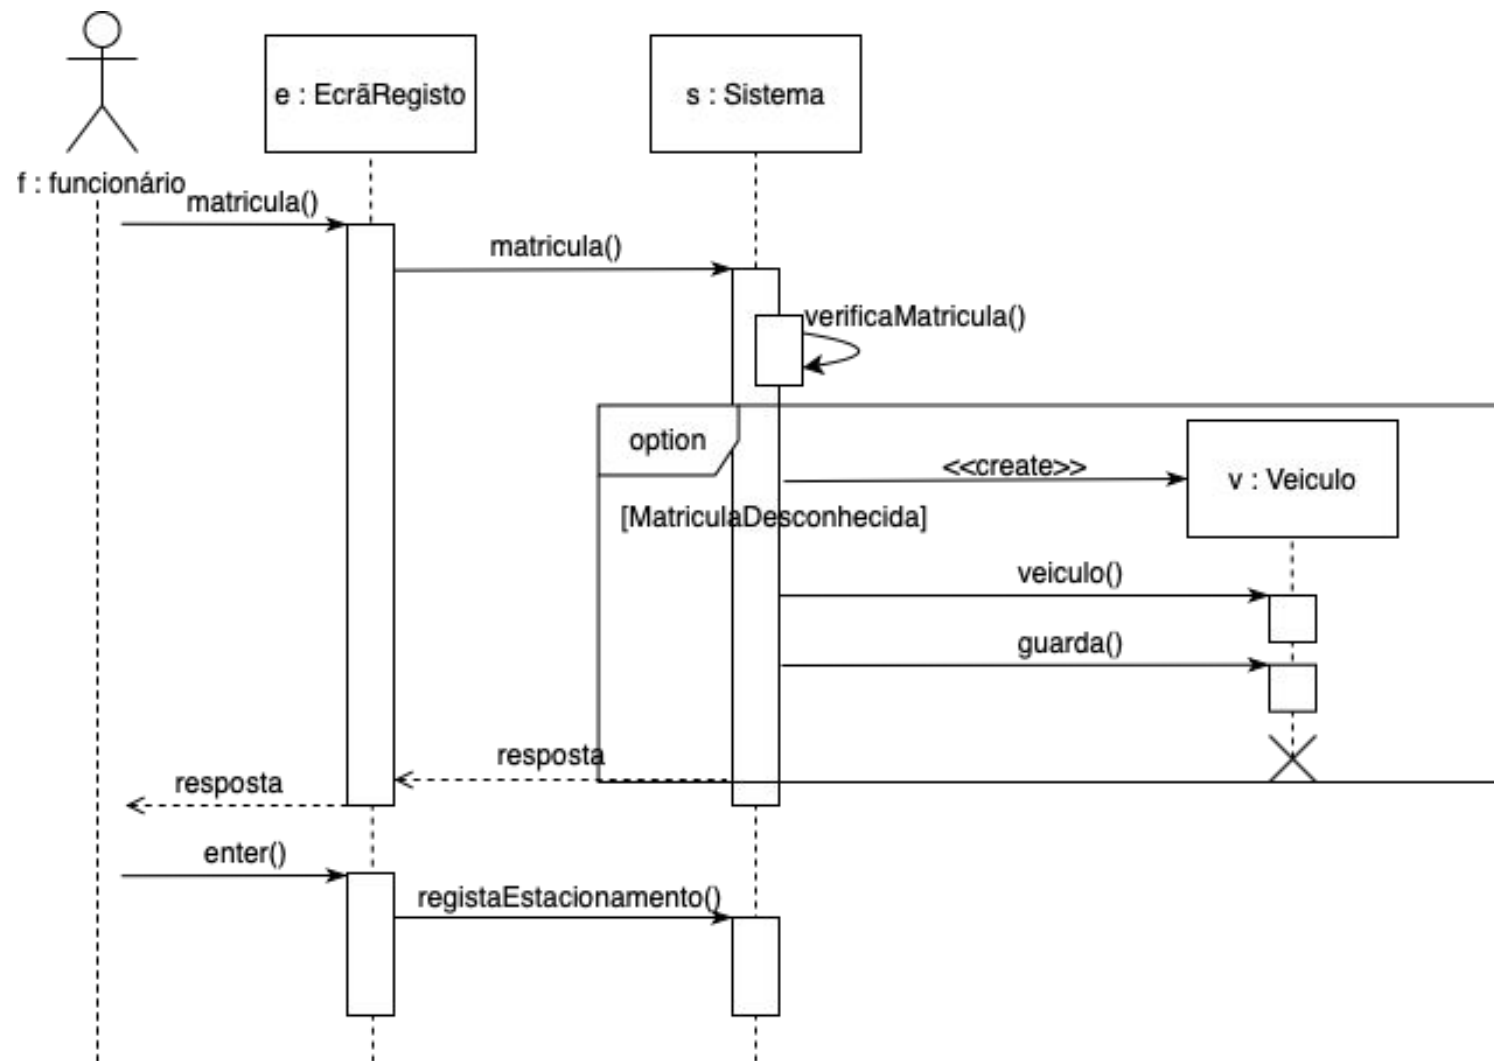 e : EcrãRegisto
s : Sistema
f : funcionário
matricula()
matricula()
verificaMatricula()
option
<<create>>
v : Veiculo
[MatriculaDesconhecida]
veiculo()
guarda()
resposta
resposta
enter()
registaEstacionamento()